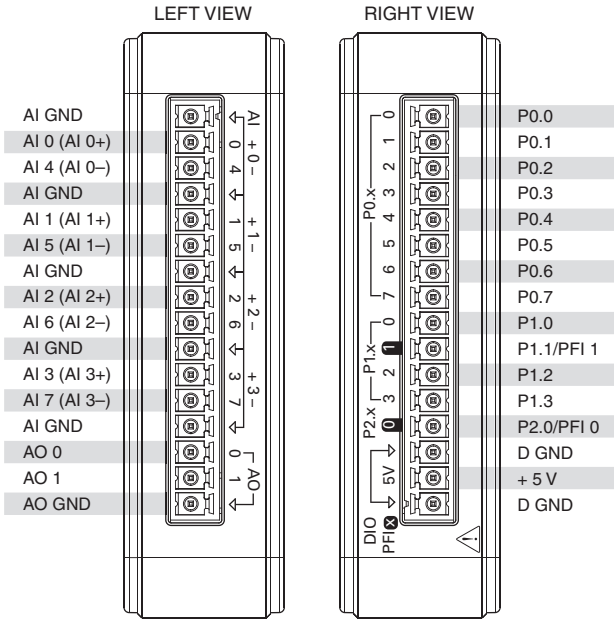 LEFT VIEW
AI GND
AI 0 (AI 0+)
AI 4 (AI 0–)
AI GND
AI 1 (AI 1+)
AI 5 (AI 1–)
AI GND
AI 2 (AI 2+)
AI 6 (AI 2–)
AI GND
AI 3 (AI 3+)
AI 7 (AI 3–)
AI GND
AO 0
AO 1
AO GND
AI
0 4 1 5 2 6 3 7 0 1
+ 0 –
+ 1 –
+ 2 –
+ 3 –
AO
RIGHT VIEW
P0.x
0 1 2 3 4 5 6 7
P1.x
0 1 2 3
P2.x
0
5V
DIO
PFI X
P0.0
P0.1
P0.2
P0.3
P0.4
P0.5
P0.6
P0.7
P1.0
P1.1/PFI 1
P1.2
P1.3
P2.0/PFI 0
D GND
+ 5 V
D GND